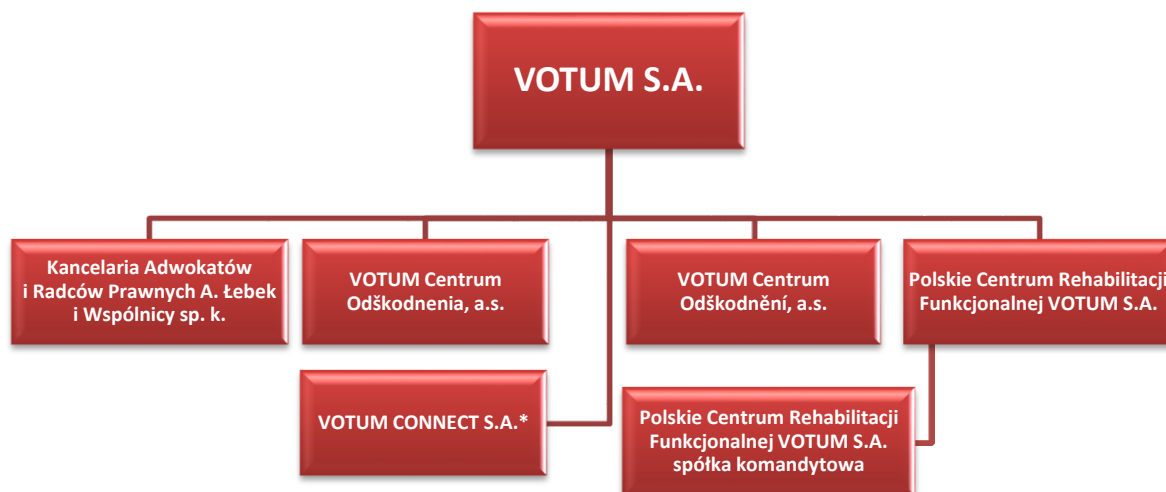 VOTUM S.A.
Kancelaria Adwokatów
i Radców Prawnych A. Łebek
i Wspólnicy sp. k.
VOTUM Centrum
Odškodnenia, a.s.
VOTUM Centrum
Odškodnění, a.s.
Polskie Centrum Rehabilitacji
Funkcjonalnej VOTUM S.A.
VOTUM CONNECT S.A.*
Polskie Centrum Rehabilitacji
Funkcjonalnej VOTUM S.A.
spółka komandytowa